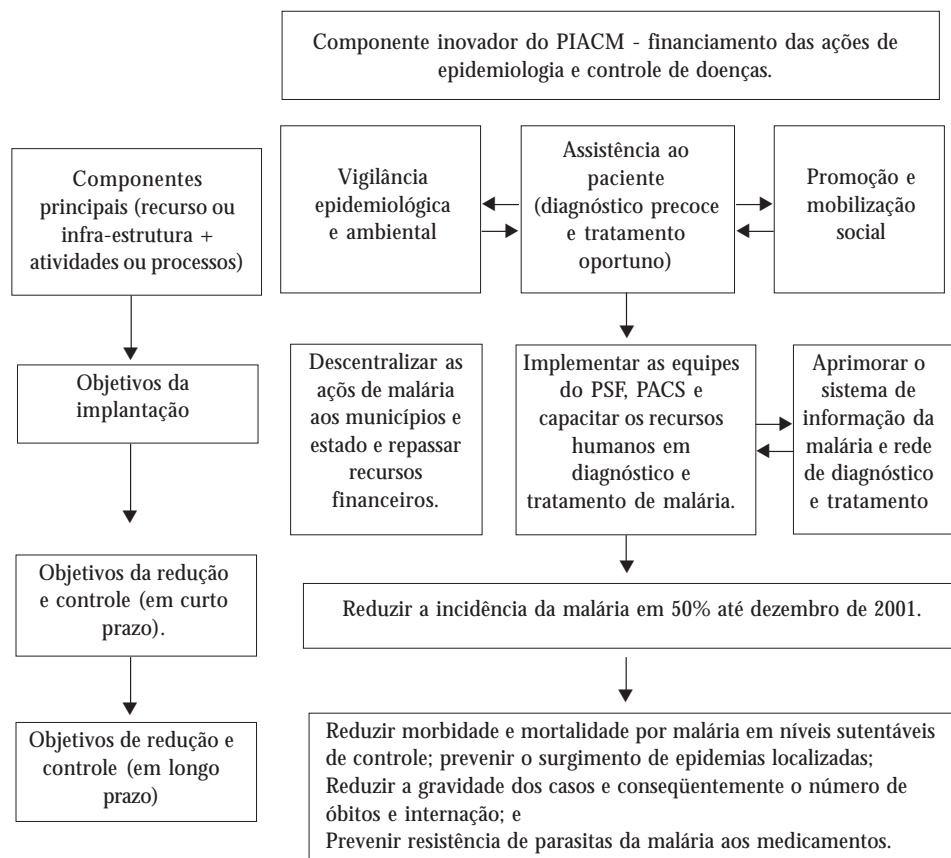 Componente inovador do PIACM - financiamento das ações de
epidemiologia e controle de doenças.
Componentes
principais (recurso ou
infra-estrutura +
atividades ou processos)
Vigilância
epidemiológica
e ambiental
Assistência ao
paciente
(diagnóstico precoce
e tratamento
oportuno)
Promoção e
mobilização
social
Objetivos da
implantação
Descentralizar as
açõs de malária
aos municípios e
estado e repassar
recursos
financeiros.
Implementar as equipes
do PSF, PACS e
capacitar os recursos
humanos em
diagnóstico e
tratamento de malária.
Aprimorar o
sistema de
informação da
malária e rede
de diagnóstico
e tratamento
Objetivos da redução
e controle (em curto
prazo).
Reduzir a incidência da malária em 50% até dezembro de 2001.
Objetivos de redução e
controle (em longo
prazo)
Reduzir morbidade e mortalidade por malária em níveis sutentáveis
de controle; prevenir o surgimento de epidemias localizadas;
Reduzir a gravidade dos casos e conseqüentemente o número de
óbitos e internação; e
Prevenir resistência de parasitas da malária aos medicamentos.